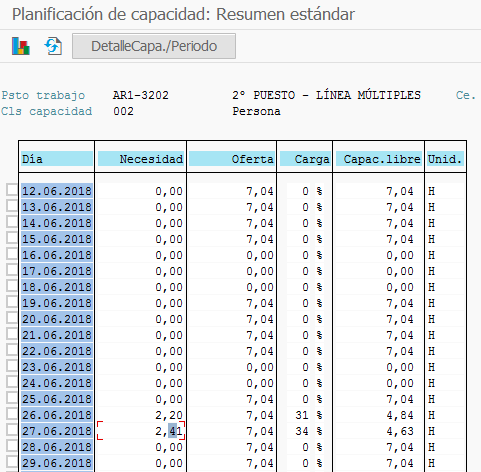 Planificación de capacidad: Resumen estándar
DetalleCapa./Periodo
Psto trabajo AR1-3202 2º PUESTO - LÍNEA MÚLTIPLES Ce.
Cls capacidad 002 Persona
Día Necesidad Oferta Carga Capac.libre Unid.
12.06.2018 0,00 7,04 0 % 7,04 H
13.06.2018 0,00 7,04 0 % 7,04 H
14.06.2018 0,00 7,04 0 % 7,04 H
15.06.2018 0,00 7,04 0 % 7,04 H
16.06.2018 0,00 0,00 0 % 0,00 H
17.06.2018 0,00 0,00 0 % 0,00 H
18.06.2018 0,00 0,00 0 % 0,00 H
19.06.2018 0,00 7,04 0 % 7,04 H
20.06.2018 0,00 7,04 0 % 7,04 H
21.06.2018 0,00 7,04 0 % 7,04 H
22.06.2018 0,00 7,04 0 % 7,04 H
23.06.2018 0,00 0,00 0 % 0,00 H
24.06.2018 0,00 0,00 0 % 0,00 H
25.06.2018 0,00 7,04 0 % 7,04 H
26.06.2018 2,20 7,04 31 % 4,84 H
27.06.2018 2,41 7,04 34 % 4,63 H
28.06.2018 0,00 7,04 0 % 7,04 H
29.06.2018 0,00 7,04 0 % 7,04 H